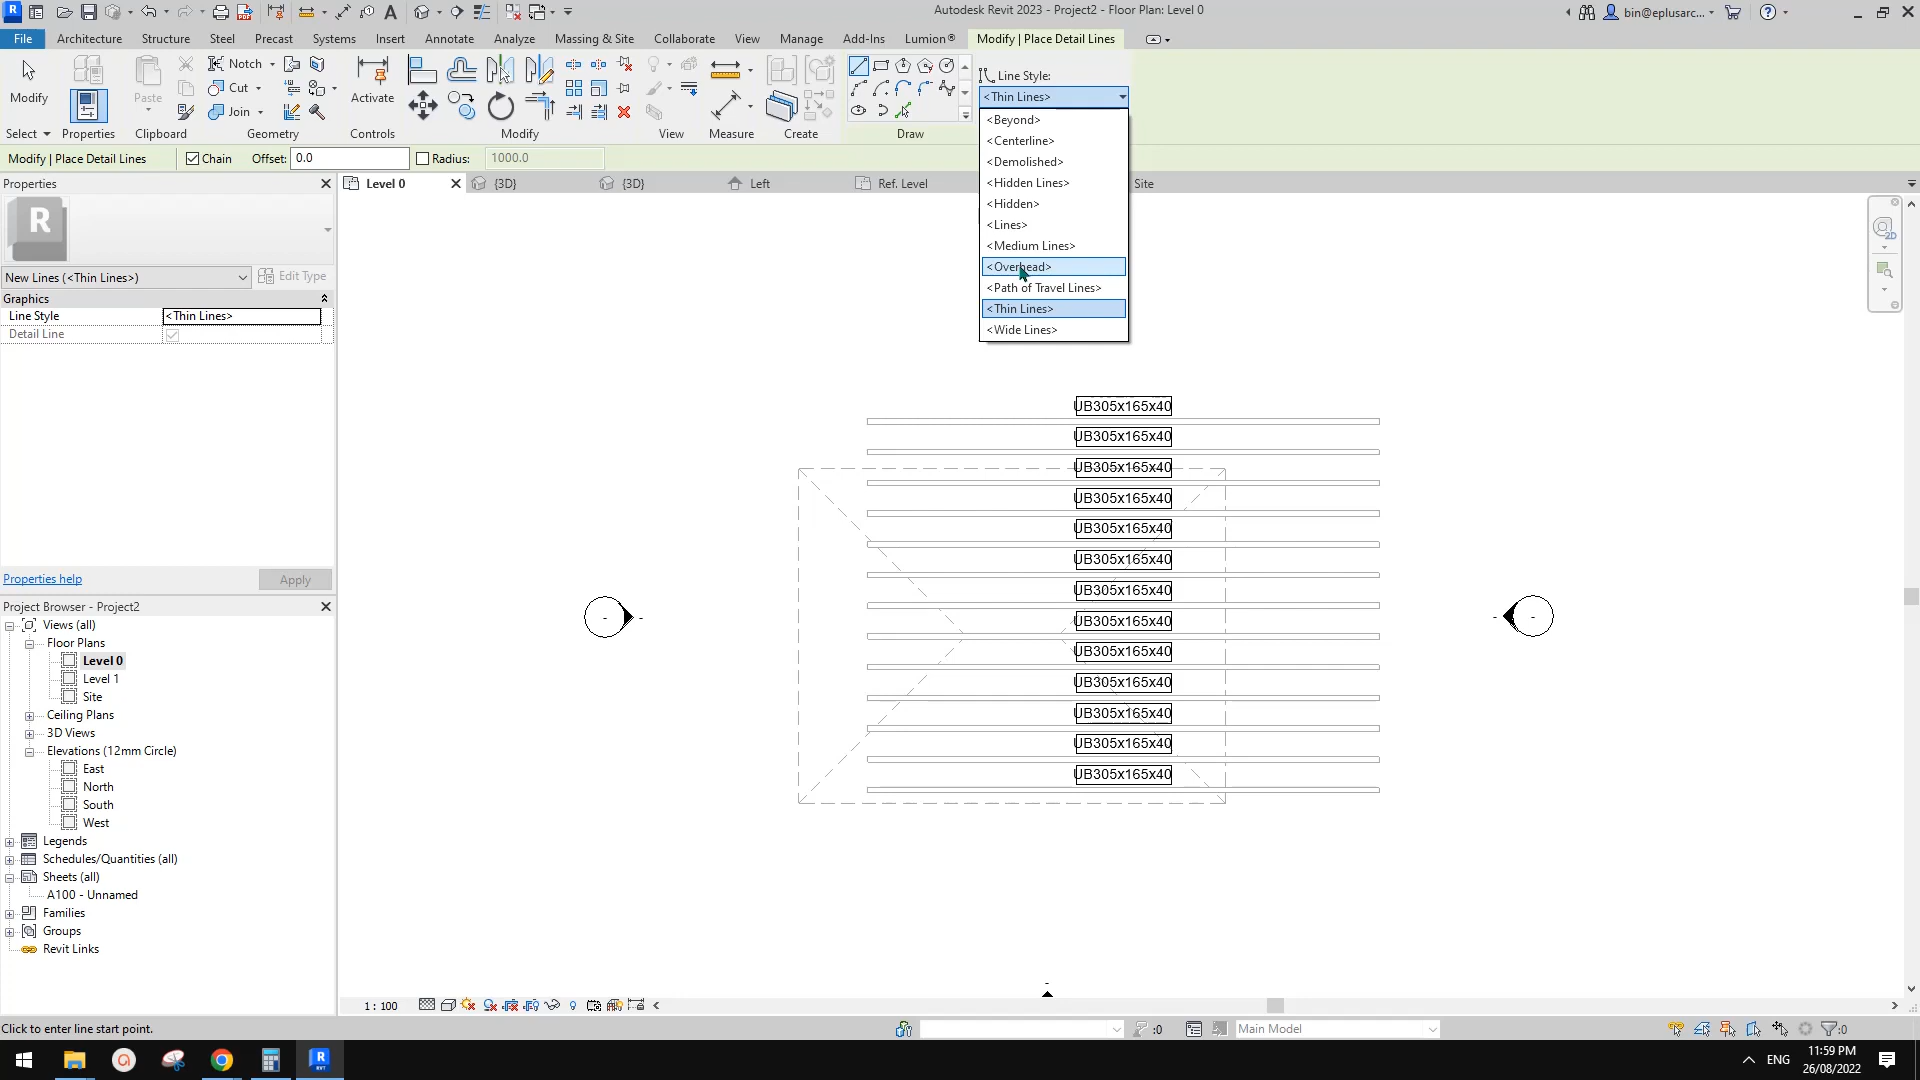 Autodesk Revit 2023 - Project2 - Floor Plan: Level 0
bin@eplusarc...
File Architecture Structure Steel Precast Systems Insert Annotate Analyze Massing & Site Collaborate View Manage Add-Ins Lumion® Modify | Place Detail Lines
Modify
Paste
Notch
Cut
Join
Activate
Line Style:
<Thin Lines>
Select Properties Clipboard Geometry Controls Modify View Measure Create Draw
<Beyond>
<Centerline>
<Demolished>
<Hidden Lines>
<Hidden>
<Lines>
<Medium Lines>
<Overhead>
<Path of Travel Lines>
<Thin Lines>
<Wide Lines>
Modify | Place Detail Lines Chain Offset: 0.0 Radius: 1000.0
Properties
Level 0 {3D} {3D} Left Ref. Level Site
R
New Lines (<Thin Lines>) Edit Type
Graphics
Line Style <Thin Lines>
Detail Line
Properties help Apply
Project Browser - Project2
Views (all)
Floor Plans
Level 0
Level 1
Site
Ceiling Plans
3D Views
Elevations (12mm Circle)
East
North
South
West
Legends
Schedules/Quantities (all)
Sheets (all)
A100 - Unnamed
Families
Groups
Revit Links
UB305x165x40
UB305x165x40
UB305x165x40
UB305x165x40
UB305x165x40
UB305x165x40
UB305x165x40
UB305x165x40
UB305x165x40
UB305x165x40
UB305x165x40
UB305x165x40
UB305x165x40
1 : 100
Click to enter line start point.
:0
Main Model
:0
ENG
11:59 PM
26/08/2022